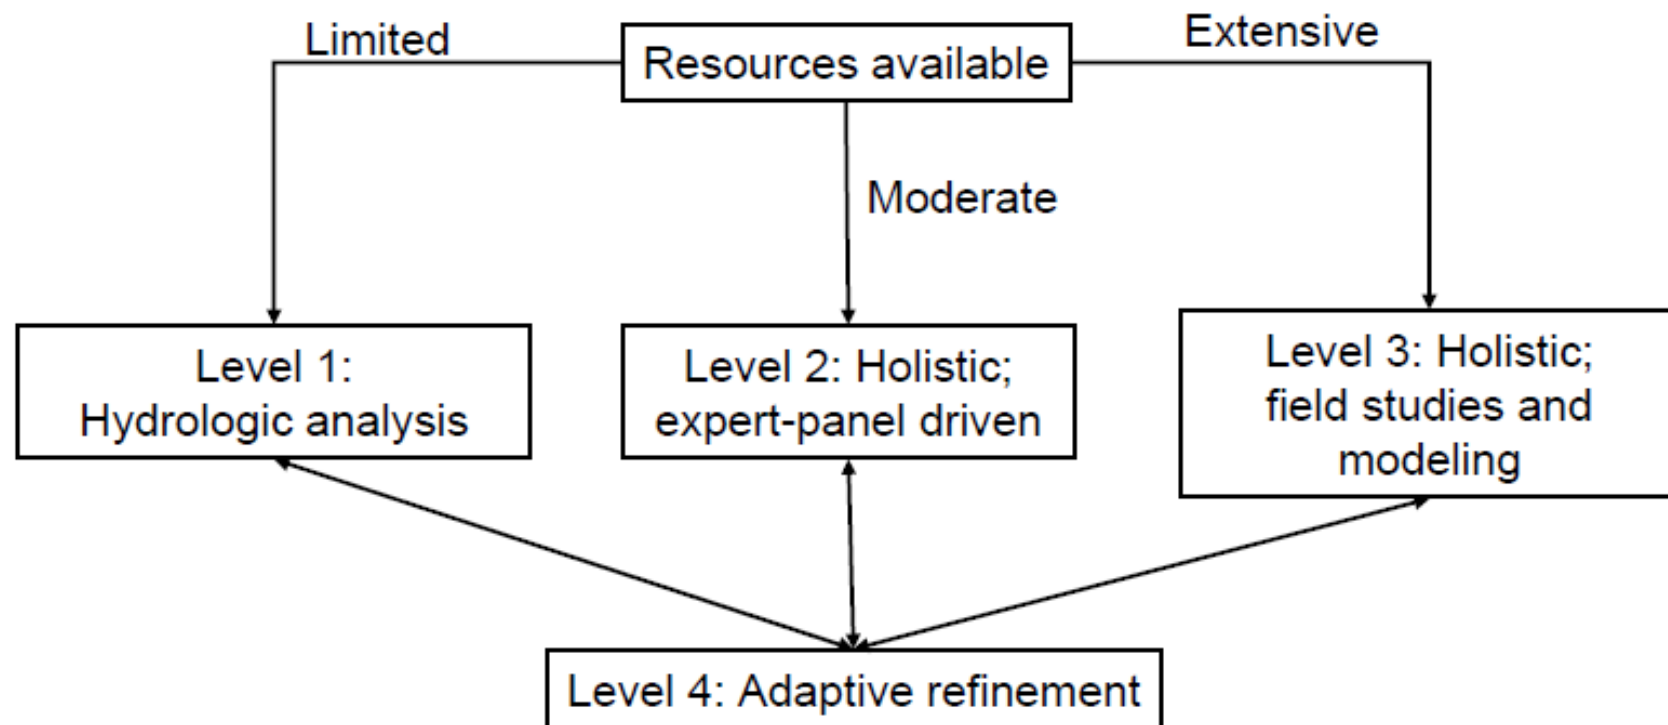 Limited
Resources available
Extensive
Moderate
Level 1:
Hydrologic analysis
Level 2: Holistic;
expert-panel driven
Level 3: Holistic;
field studies and
modeling
Level 4: Adaptive refinement